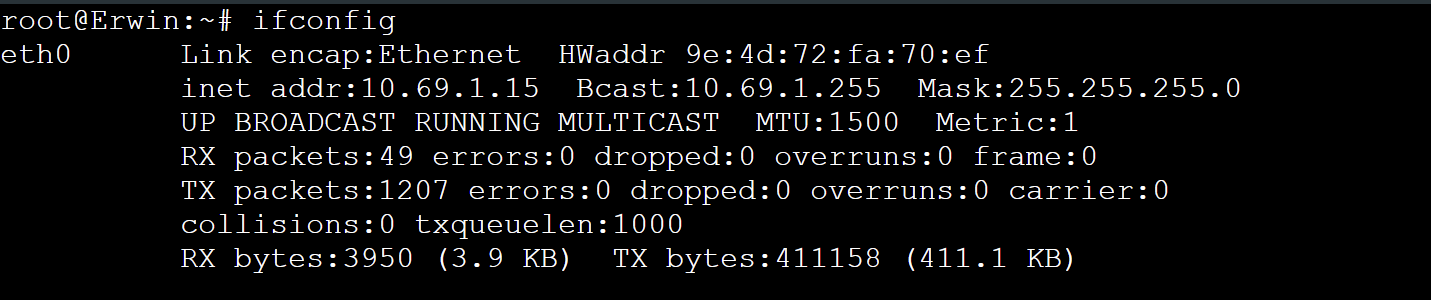 root@Erwin:~# ifconfig
eth0      Link encap:Ethernet  HWaddr 9e:4d:72:fa:70:ef
          inet addr:10.69.1.15  Bcast:10.69.1.255  Mask:255.255.255.0
          UP BROADCAST RUNNING MULTICAST  MTU:1500  Metric:1
          RX packets:49 errors:0 dropped:0 overruns:0 frame:0
          TX packets:1207 errors:0 dropped:0 overruns:0 carrier:0
          collisions:0 txqueuelen:1000
          RX bytes:3950 (3.9 KB)  TX bytes:411158 (411.1 KB)